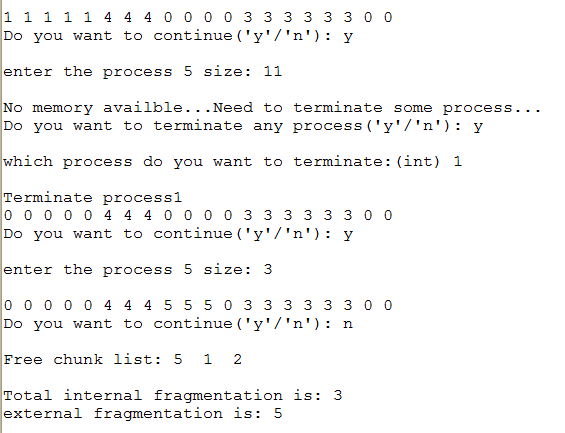 1 1 1 1 1 4 4 4 0 0 0 0 3 3 3 3 3 3 0 0
Do you want to continue('y'/'n'): y
enter the process 5 size: 11
No memory availble...Need to terminate some process...
Do you want to terminate any process('y'/'n'): y
which process do you want to terminate:(int) 1
Terminate process1
0 0 0 0 0 4 4 4 0 0 0 0 3 3 3 3 3 3 0 0
Do you want to continue('y'/'n'): y
enter the process 5 size: 3
0 0 0 0 0 4 4 4 5 5 5 0 3 3 3 3 3 3 0 0
Do you want to continue('y'/'n'): n
Free chunk list: 5  1  2
Total internal fragmentation is: 3
external fragmentation is: 5